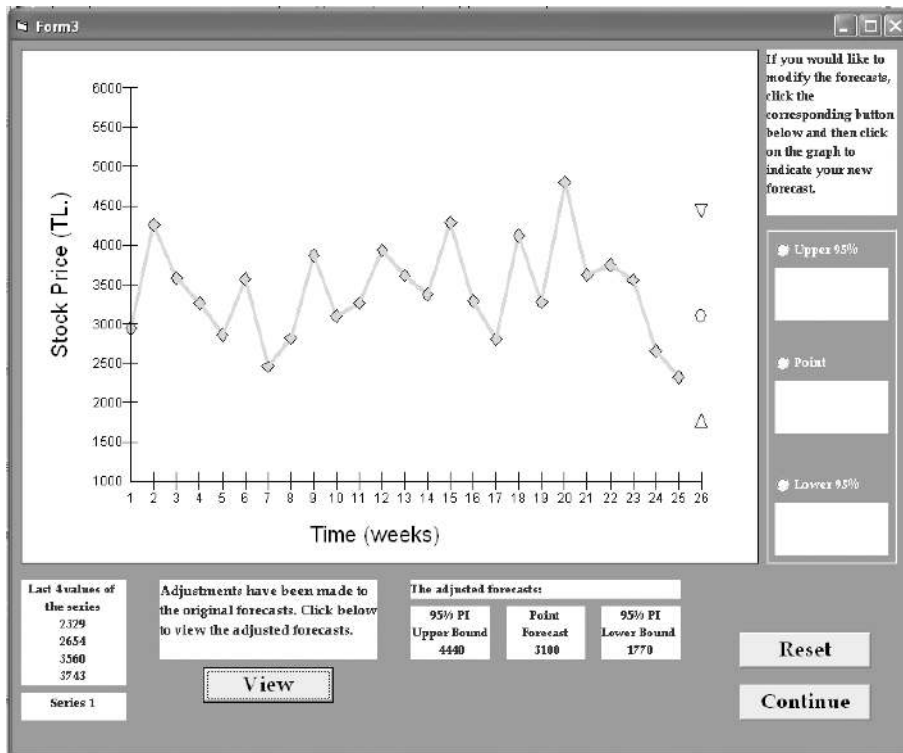 Form3
If you would like to
modify the forecasts,
click the
corresponding button
below and then click
on the graph to
indicate your new
forecast.
Stock Price (TL.)
6000
5500
5000
4500
4000
3500
3000
2500
2000
1500
1000
1 2 3 4 5 6 7 8 9 10 11 12 13 14 15 16 17 18 19 20 21 22 23 24 25 26
Time (weeks)
Upper 95%
Point
Lower 95%
Last 4 values of
the series
2329
2654
3560
3743
Series 1
Adjustments have been made to
the original forecasts. Click below
to view the adjusted forecasts.
View
The adjusted forecasts:
95% PI
Upper Bound
4440
Point
Forecast
3100
95% PI
Lower Bound
1770
Reset
Continue